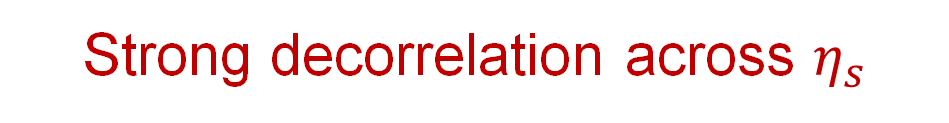 Strong decorrelation across ηₛ